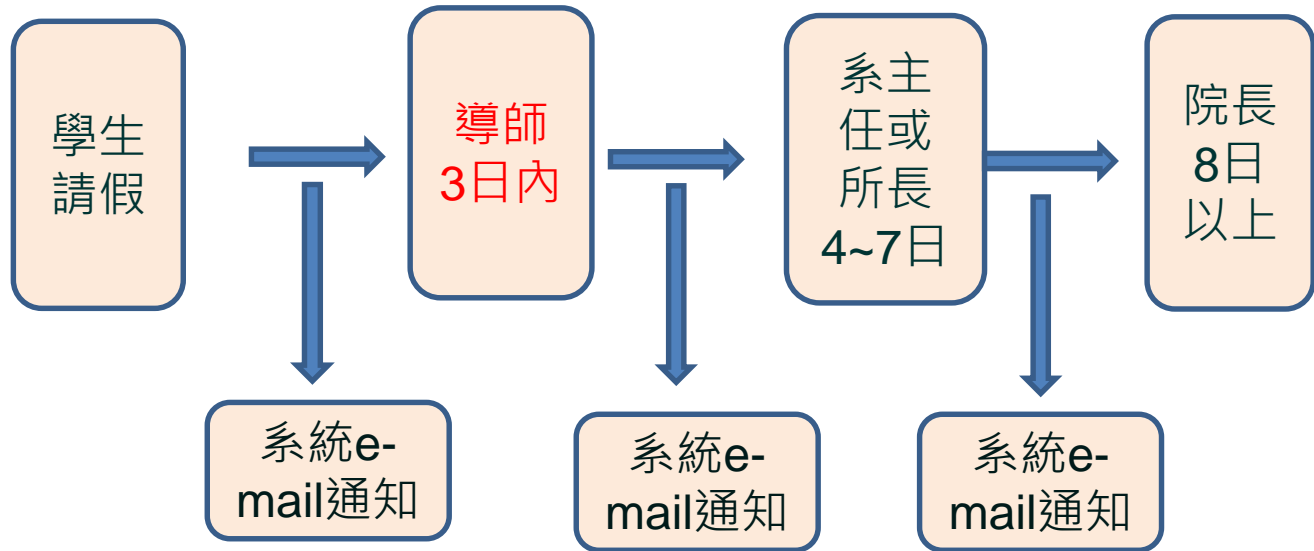 學生
請假
導師
3日內
系主
任或
所長
4~7日
院長
8日
以上
系統e-
mail通知
系統e-
mail通知
系統e-
mail通知